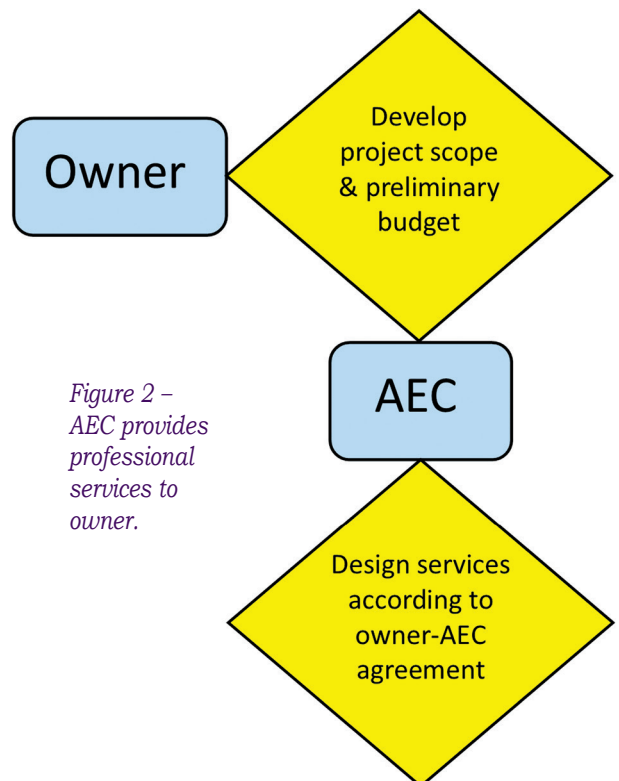 Owner
Develop
project scope
& preliminary
budget
AEC
Figure 2 –
AEC provides
professional
services to
owner.
Design services
according to
owner-AEC
agreement